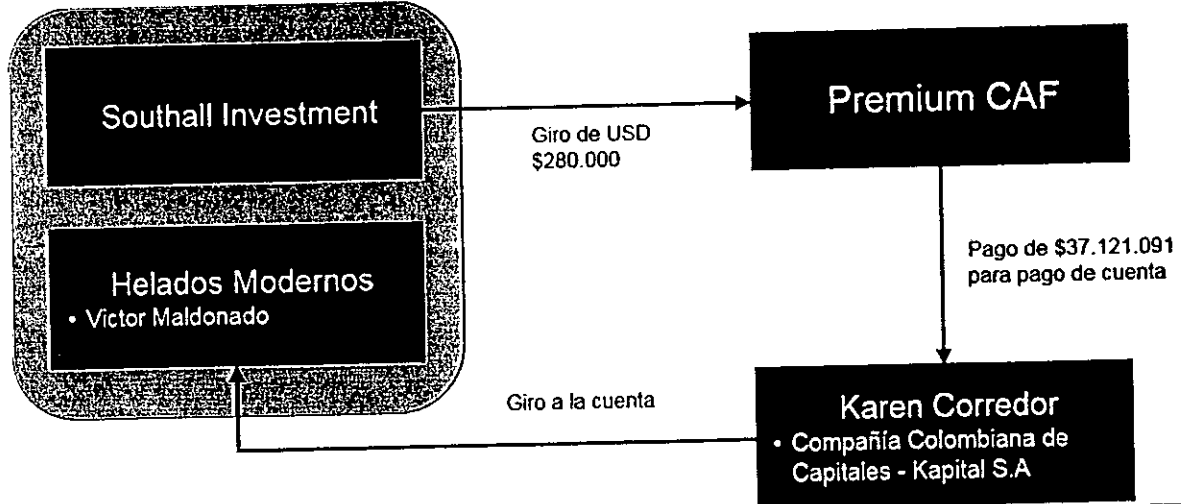 Southall Investment
Giro de USD
$280.000
Premium CAF
Helados Modernos
• Victor Maldonado
Pago de $37.121.091
para pago de cuenta
Giro a la cuenta
Karen Corredor
• Compañía Colombiana de
Capitales - Kapital S.A